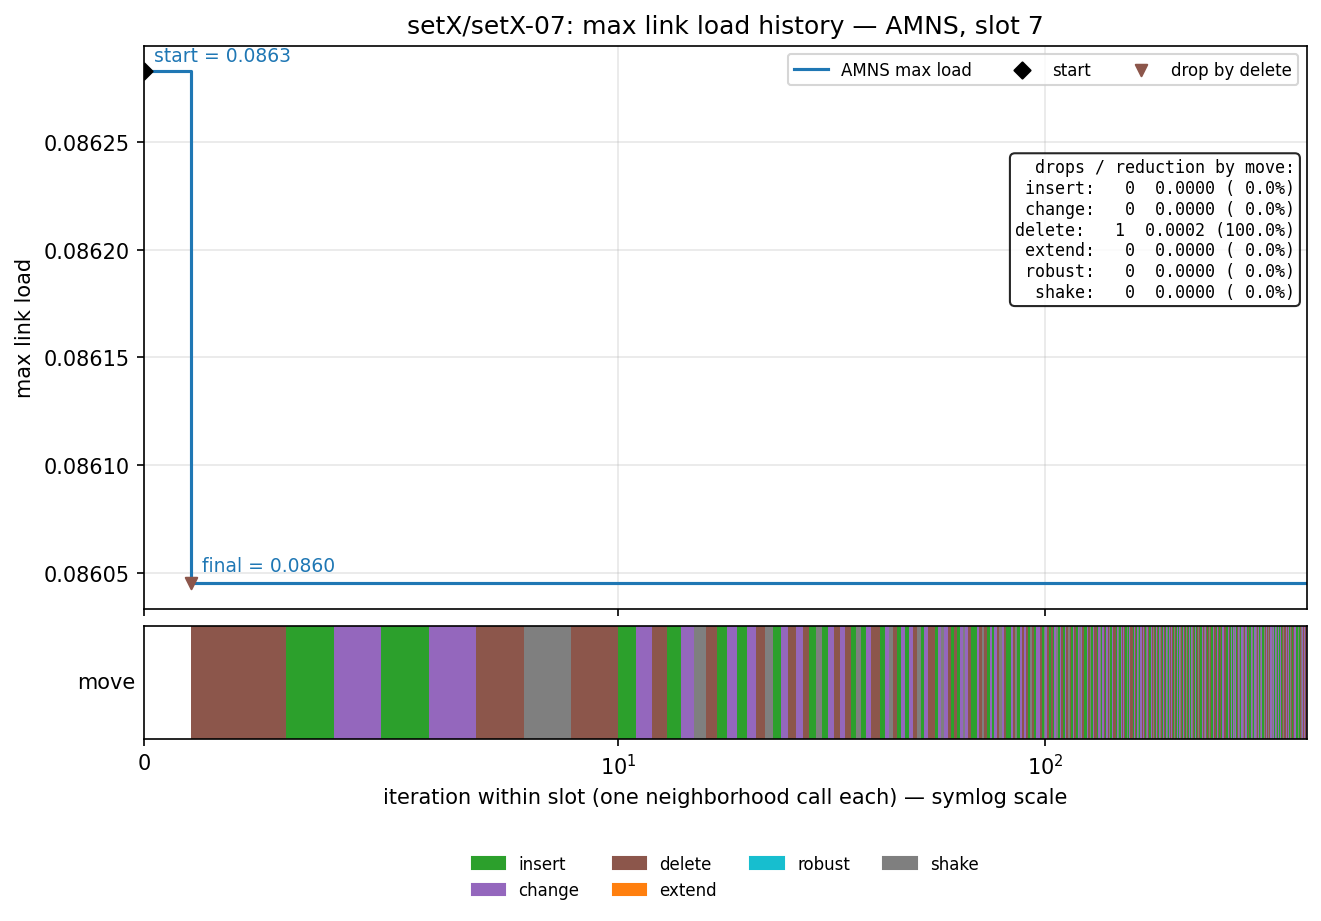 setX/setX-07: max link load history — AMNS, slot 7
start = 0.0863
AMNS max load start drop by delete
drops / reduction by move:
insert: 0 0.0000 ( 0.0%)
change: 0 0.0000 ( 0.0%)
delete: 1 0.0002 (100.0%)
extend: 0 0.0000 ( 0.0%)
robust: 0 0.0000 ( 0.0%)
shake: 0 0.0000 ( 0.0%)
0.08625
0.08620
0.08615
0.08610
0.08605
max link load
final = 0.0860
move
0 10¹ 10²
iteration within slot (one neighborhood call each) — symlog scale
insert delete robust shake
change extend